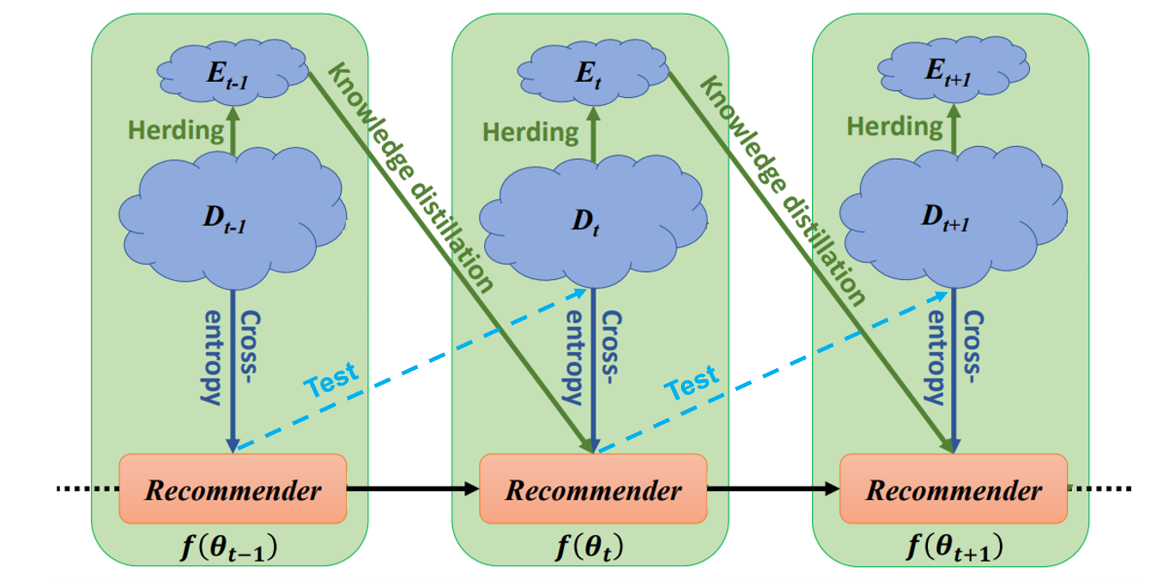 E_{t-1}
Herding
D_{t-1}
Cross-
entropy
Recommender
f(θ_{t−1})
Knowledge distillation
Test
E_t
Herding
D_t
Cross-
entropy
Recommender
f(θ_t)
Knowledge distillation
Test
E_{t+1}
Herding
D_{t+1}
Cross-
entropy
Recommender
f(θ_{t+1})